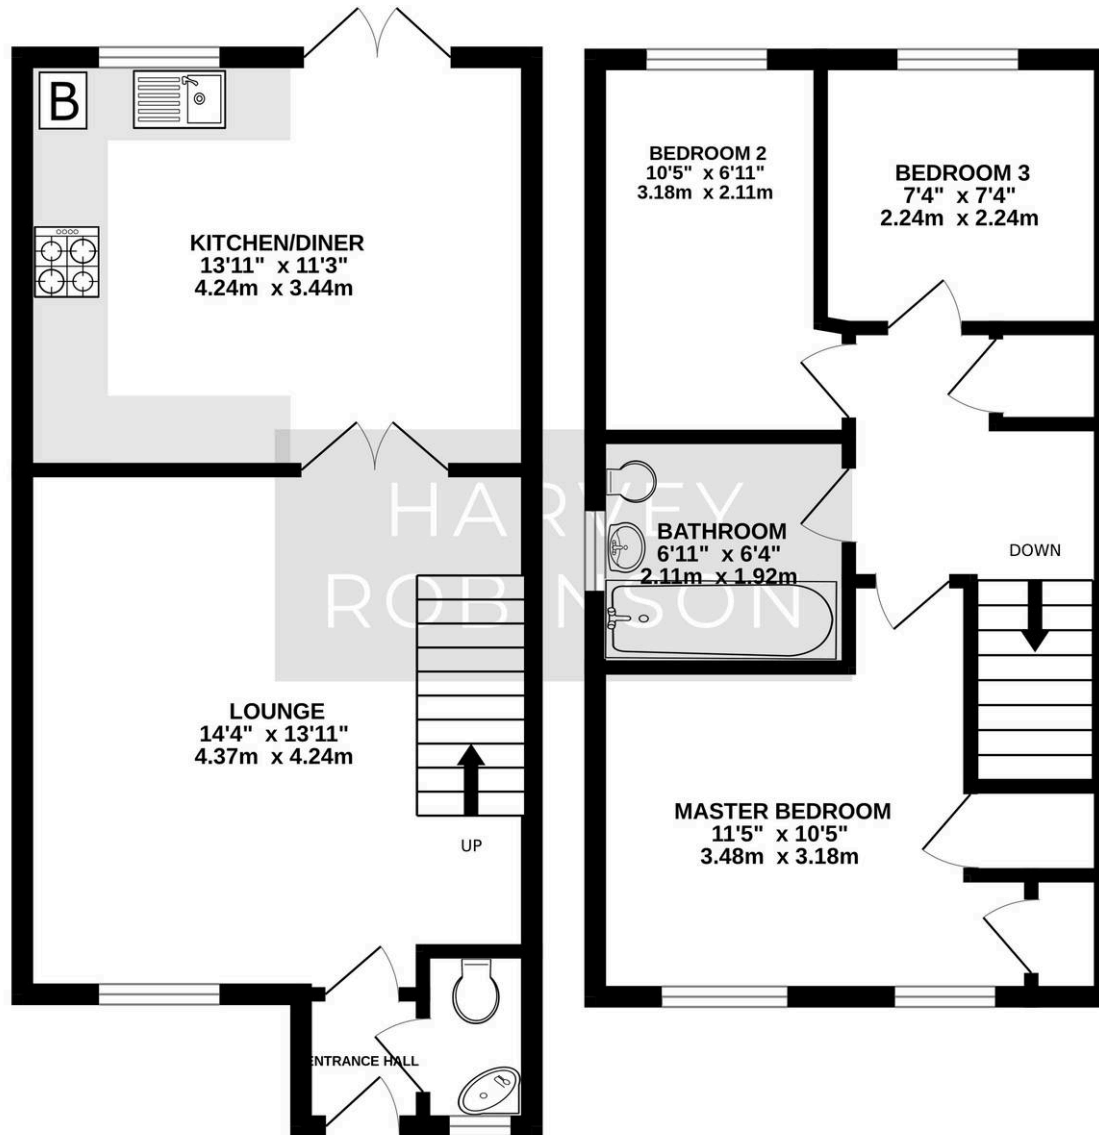 B
KITCHEN/DINER
13'11" x 11'3"
4.24m x 3.44m
HARVEY
ROBINSON
LOUNGE
14'4" x 13'11"
4.37m x 4.24m
UP
ENTRANCE HALL
BEDROOM 2
10'5" x 6'11"
3.18m x 2.11m
BEDROOM 3
7'4" x 7'4"
2.24m x 2.24m
BATHROOM
6'11" x 6'4"
2.11m x 1.92m
DOWN
MASTER BEDROOM
11'5" x 10'5"
3.48m x 3.18m